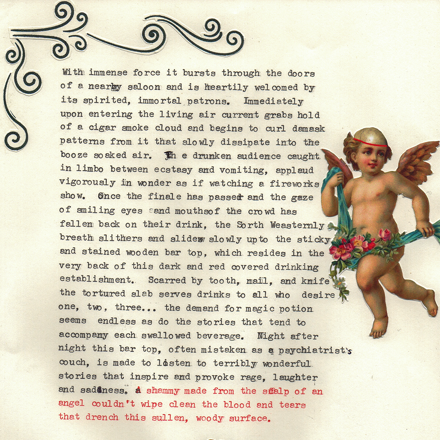 With immense force it bursts through the doors
of a nearby saloon and is heartily welcomed by
its spirited, immortal patrons. Immediately
upon entering the living air current grabs hold
of a cigar smoke cloud and begins to curl damask
patterns from it that slowly dissipate into the
booze soaked air. The drunken audience caught
in limbo between ecstasy and vomiting, applaud
vigorously in wonder as if watching a fireworks
show. Once the finale has passed and the gaze
of smiling eyes and mouths of the crowd has
fallen back on their drink, the North Westernly
breath slithers and slides slowly upto the sticky
and stained wooden bar top, which resides in the
very back of this dark and red covered drinking
establishment. Scarred by tooth, nail, and knife
the tortured slab serves drinks to all who desire
one, two, three... the demand for magic potion
seems endless as do the stories that tend to
accompany each swallowed beverage. Night after
night this bar top, often mistaken as a psychiatrist's
couch, is made to listen to terribly wonderful
stories that inspire and provoke rage, laughter
and sadness. A shammy made from the scalp of an
angel couldn't wipe clean the blood and teers
that drench this sullen, woody surface.